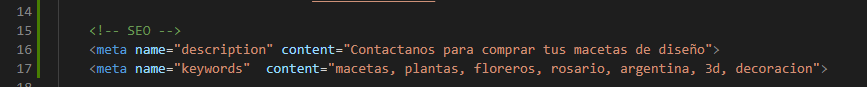 14
15 <!-- SEO -->
16 <meta name="description" content="Contactanos para comprar tus macetas de diseño">
17 <meta name="keywords"  content="macetas, plantas, floreros, rosario, argentina, 3d, decoracion">